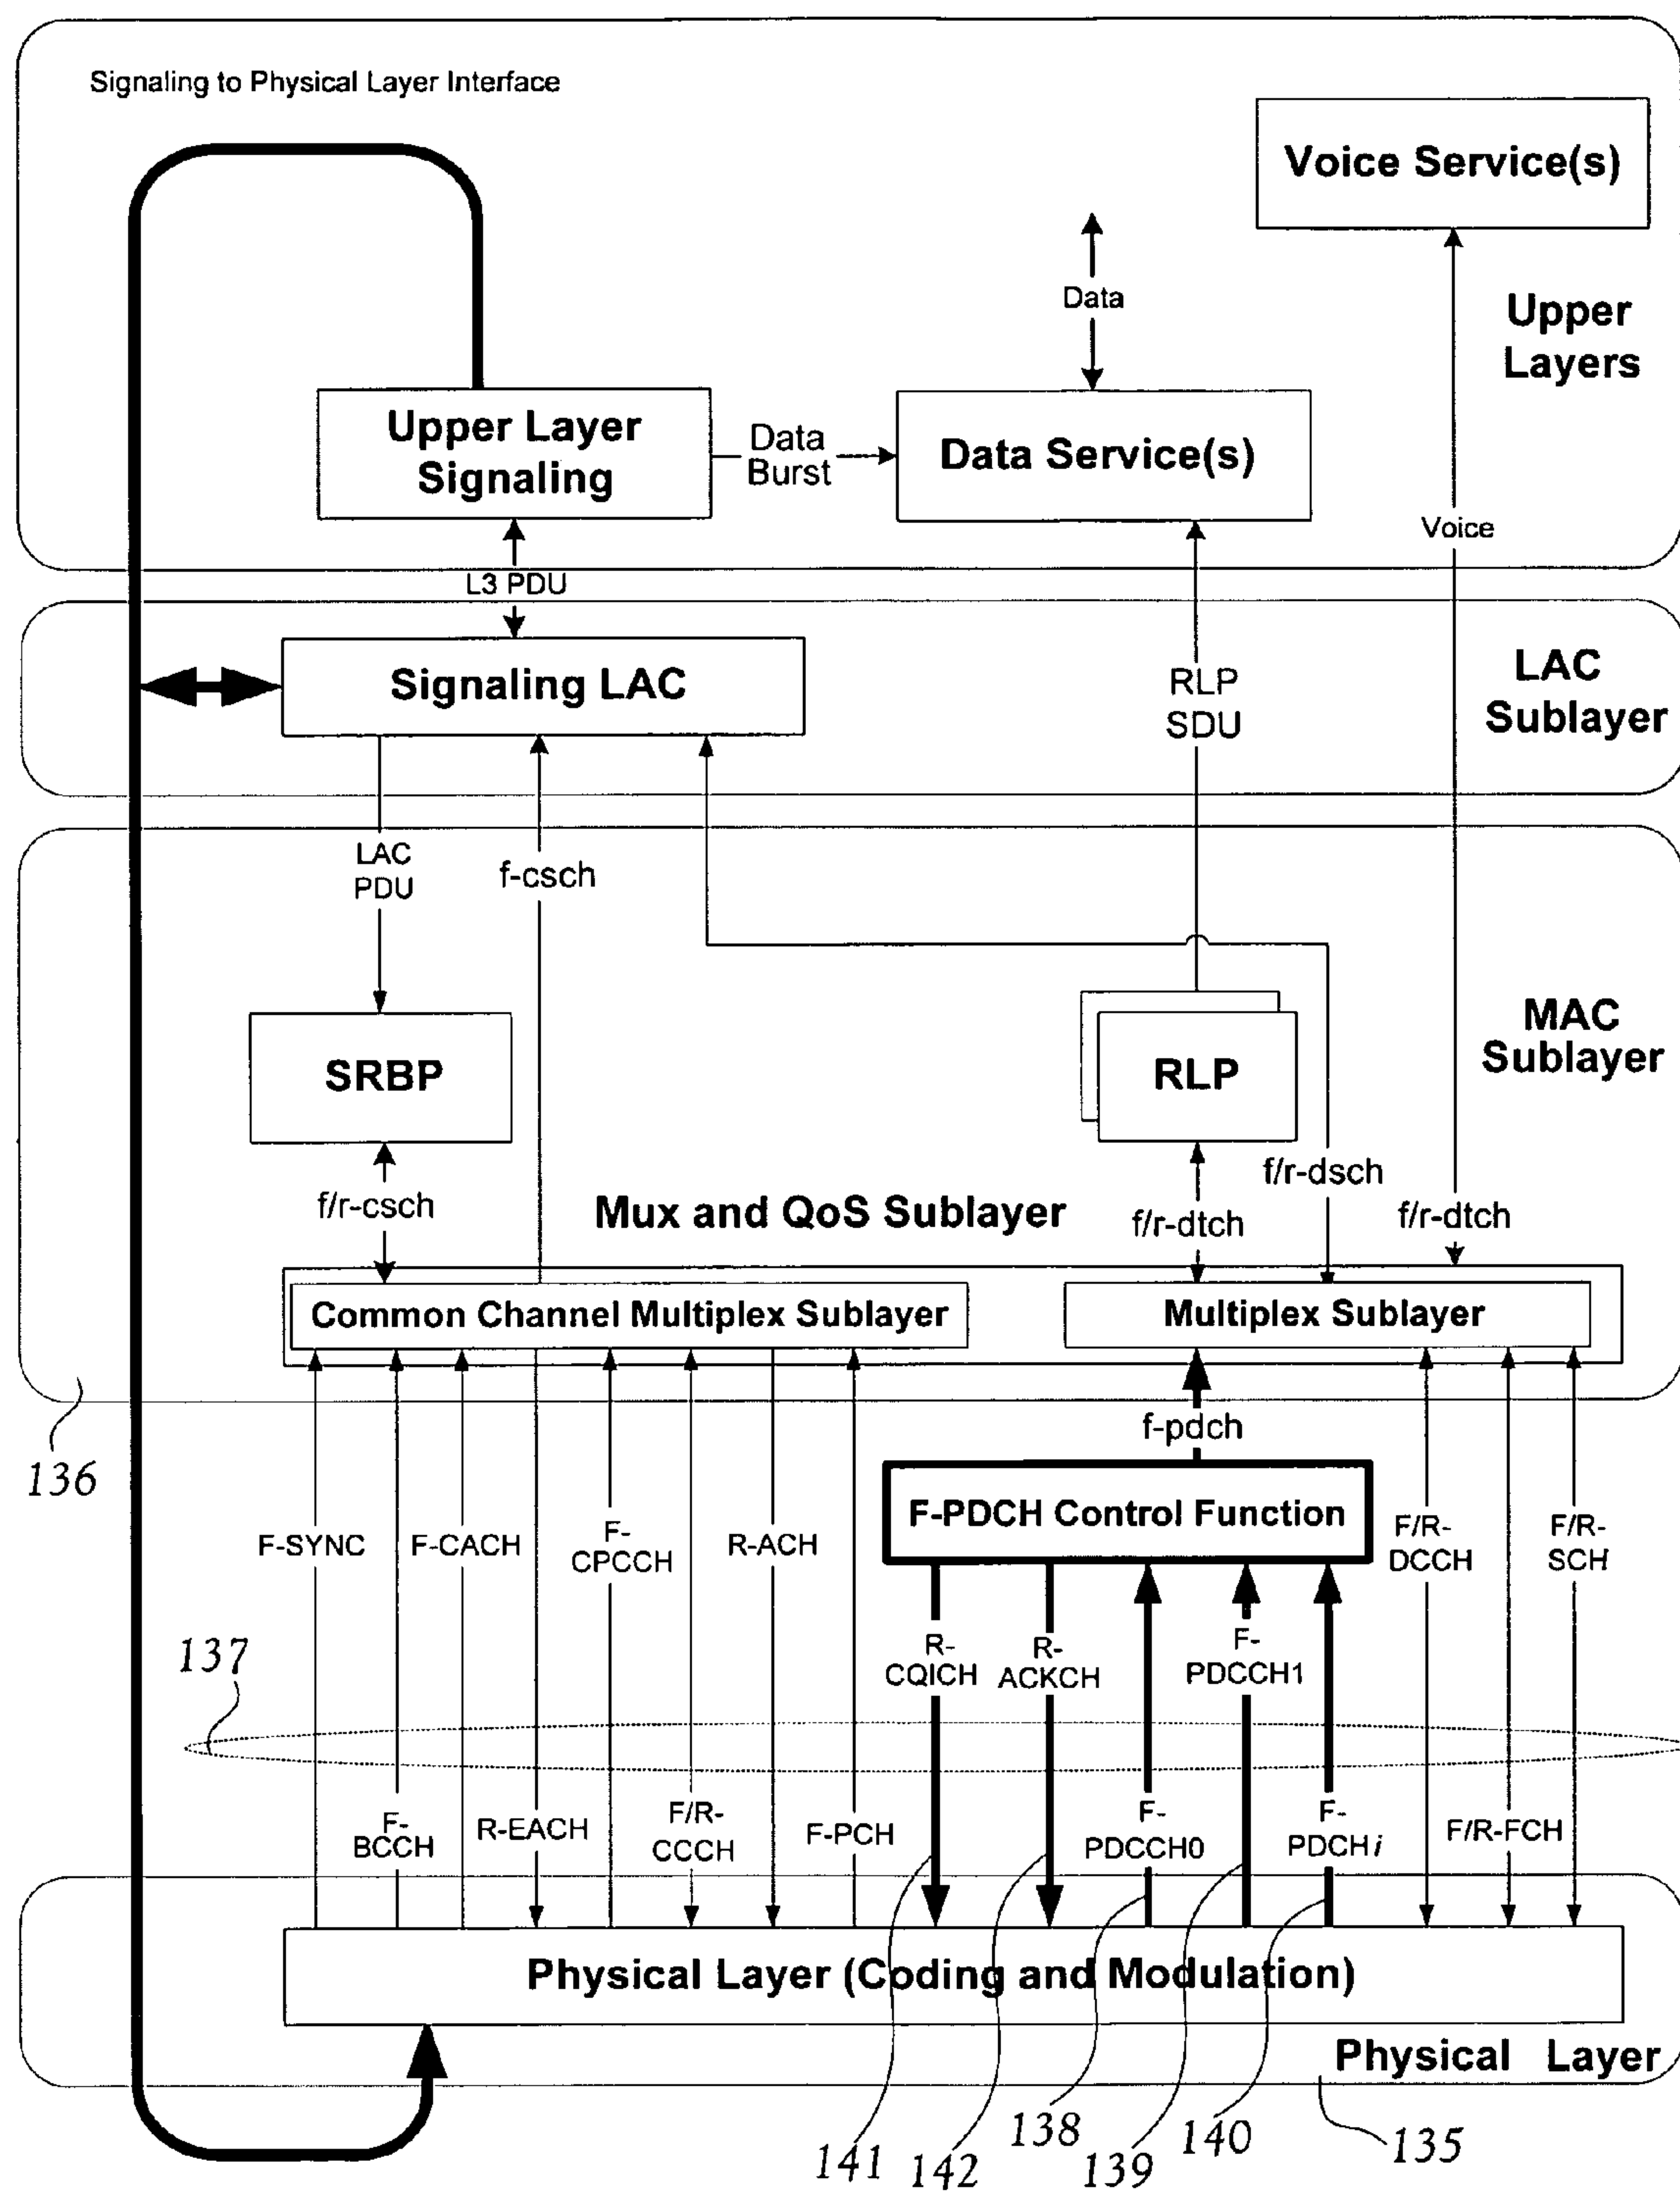 Signaling to Physical Layer Interface
Voice Service(s)
Data
Upper
Layers
Upper Layer
Signaling
Data
Burst
Data Service(s)
Voice
L3 PDU
Signaling LAC
RLP
SDU
LAC
Sublayer
LAC
PDU
f-csch
MAC
Sublayer
SRBP
RLP
f/r-csch
Mux and QoS Sublayer
f/r-dtch
f/r-dsch
f/r-dtch
Common Channel Multiplex Sublayer
Multiplex Sublayer
136
f-pdch
F-PDCH Control Function
F-SYNC
F-CACH
F-
CPCCH
R-ACH
F/R-
DCCH
F/R-
SCH
137
R-
CQICH
R-
ACKCH
F-
PDCCH1
F-
BCCH
R-EACH
F/R-
CCCH
F-PCH
F-
PDCCH0
F-
PDCHi
F/R-FCH
Physical Layer (Coding and Modulation)
Physical Layer
141
142
138
139
140
135